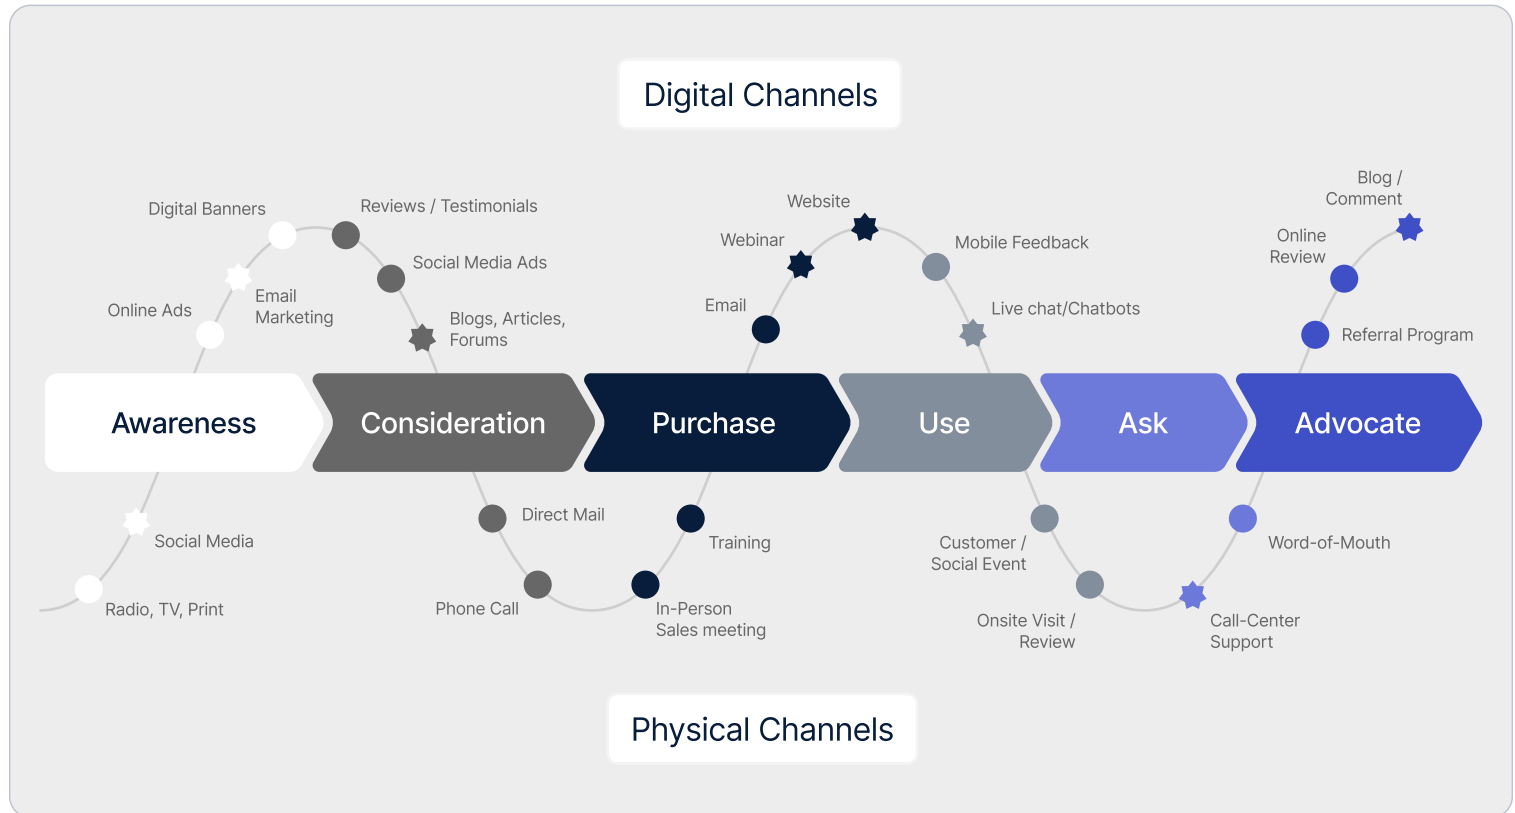 Digital Channels
Blog /
Comment
Website
Reviews / Testimonials
Digital Banners
Online
Review
Webinar
Mobile Feedback
Social Media Ads
Email
Marketing
Online Ads
Email
Live chat/Chatbots
Blogs, Articles,
Forums
Referral Program
Awareness
Consideration
Purchase
Use
Ask
Advocate
Direct Mail
Social Media
Training
Customer /
Social Event
Word-of-Mouth
Radio, TV, Print
Phone Call
In-Person
Sales meeting
Onsite Visit /
Review
Call-Center
Support
Physical Channels